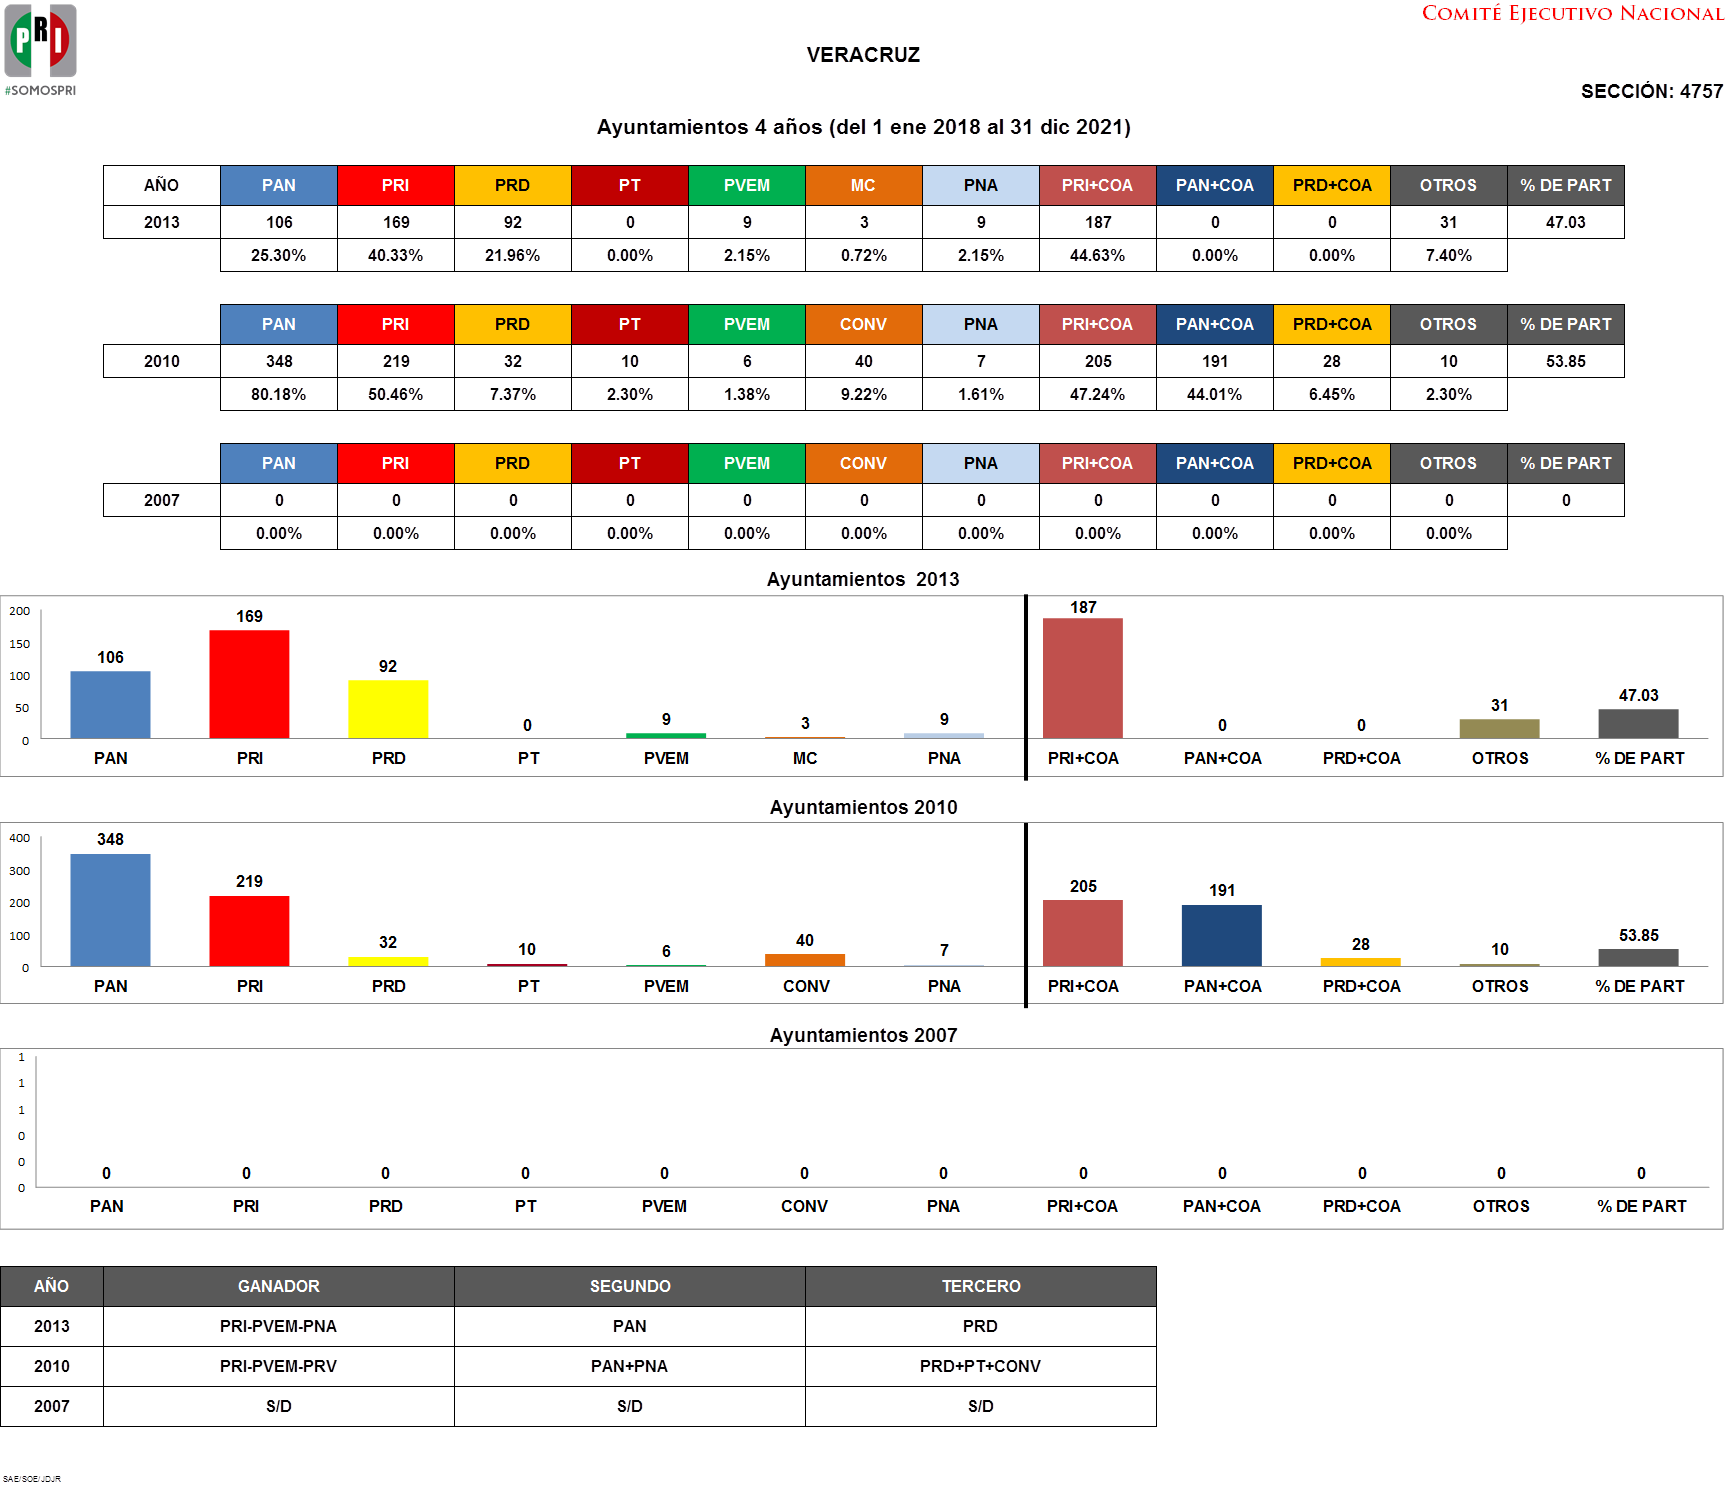 PRI
#SOMOSPRI
COMITÉ EJECUTIVO NACIONAL
VERACRUZ
SECCIÓN: 4757
Ayuntamientos 4 años (del 1 ene 2018 al 31 dic 2021)
AÑO PAN PRI PRD PT PVEM MC PNA PRI+COA PAN+COA PRD+COA OTROS % DE PART
2013 106 169 92 0 9 3 9 187 0 0 31 47.03
25.30% 40.33% 21.96% 0.00% 2.15% 0.72% 2.15% 44.63% 0.00% 0.00% 7.40%
PAN PRI PRD PT PVEM CONV PNA PRI+COA PAN+COA PRD+COA OTROS % DE PART
2010 348 219 32 10 6 40 7 205 191 28 10 53.85
80.18% 50.46% 7.37% 2.30% 1.38% 9.22% 1.61% 47.24% 44.01% 6.45% 2.30%
PAN PRI PRD PT PVEM CONV PNA PRI+COA PAN+COA PRD+COA OTROS % DE PART
2007 0 0 0 0 0 0 0 0 0 0 0 0
0.00% 0.00% 0.00% 0.00% 0.00% 0.00% 0.00% 0.00% 0.00% 0.00% 0.00%
Ayuntamientos 2013
200
150
100
50
0
106 169 92 0 9 3 9 187 0 0 31 47.03
PAN PRI PRD PT PVEM MC PNA PRI+COA PAN+COA PRD+COA OTROS % DE PART
Ayuntamientos 2010
400
300
200
100
0
348 219 32 10 6 40 7 205 191 28 10 53.85
PAN PRI PRD PT PVEM CONV PNA PRI+COA PAN+COA PRD+COA OTROS % DE PART
Ayuntamientos 2007
1
1
1
0
0
0
0 0 0 0 0 0 0 0 0 0 0 0
PAN PRI PRD PT PVEM CONV PNA PRI+COA PAN+COA PRD+COA OTROS % DE PART
AÑO GANADOR SEGUNDO TERCERO
2013 PRI-PVEM-PNA PAN PRD
2010 PRI-PVEM-PRV PAN+PNA PRD+PT+CONV
2007 S/D S/D S/D
SAE/SOE/JDJR